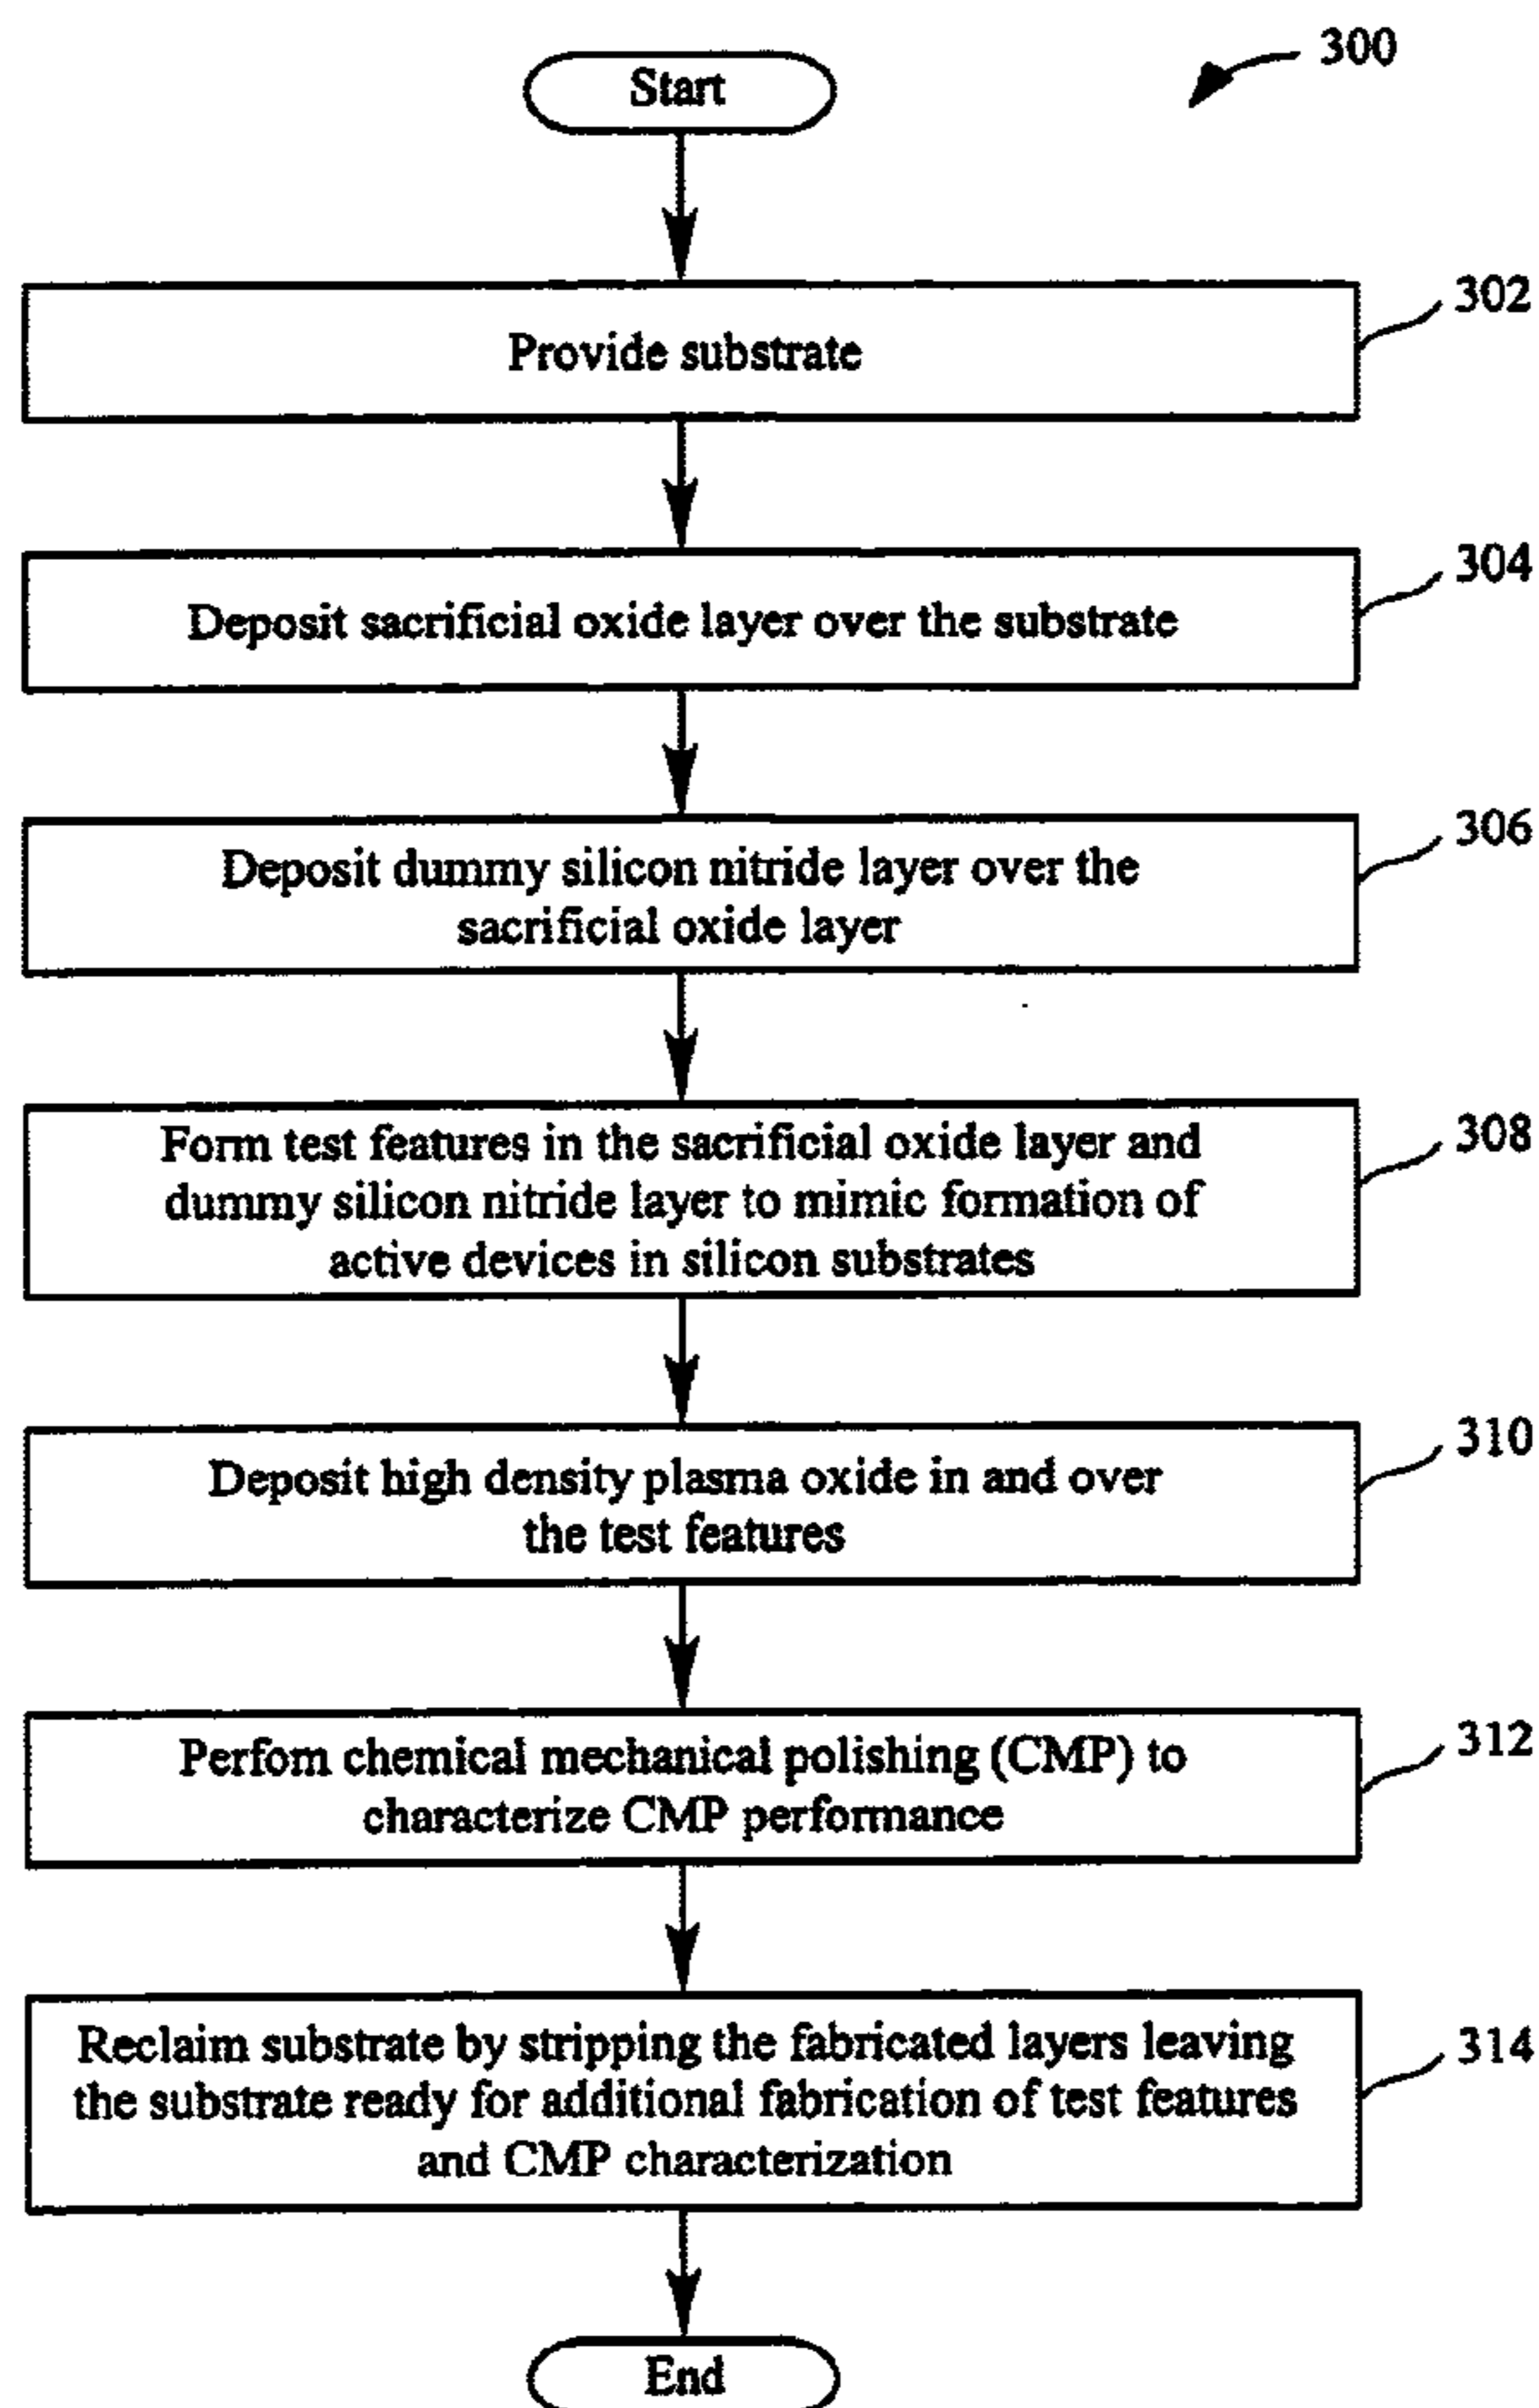 300
Start
302
Provide substrate
304
Deposit sacrificial oxide layer over the substrate
306
Deposit dummy silicon nitride layer over the
sacrificial oxide layer
308
Form test features in the sacrificial oxide layer and
dummy silicon nitride layer to mimic formation of
active devices in silicon substrates
310
Deposit high density plasma oxide in and over
the test features
312
Perfom chemical mechanical polishing (CMP) to
characterize CMP performance
314
Reclaim substrate by stripping the fabricated layers leaving
the substrate ready for additional fabrication of test features
and CMP characterization
End